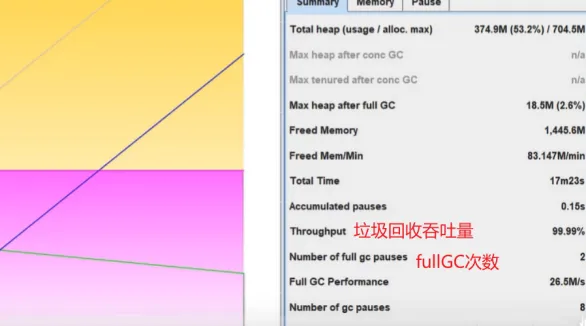 Summary Memory Pause
Total heap (usage / alloc. max) 374.9M (53.2%) / 704.5M
Max heap after conc GC n/a
Max tenured after conc GC n/a
Max heap after full GC 18.5M (2.6%)
Freed Memory 1,445.6M
Freed Mem/Min 83.147M/min
Total Time 17m23s
Accumulated pauses 0.15s
Throughput 垃圾回收吞吐量 99.99%
Number of full gc pauses fullGC次数 2
Full GC Performance 26.5M/s
Number of gc pauses 8